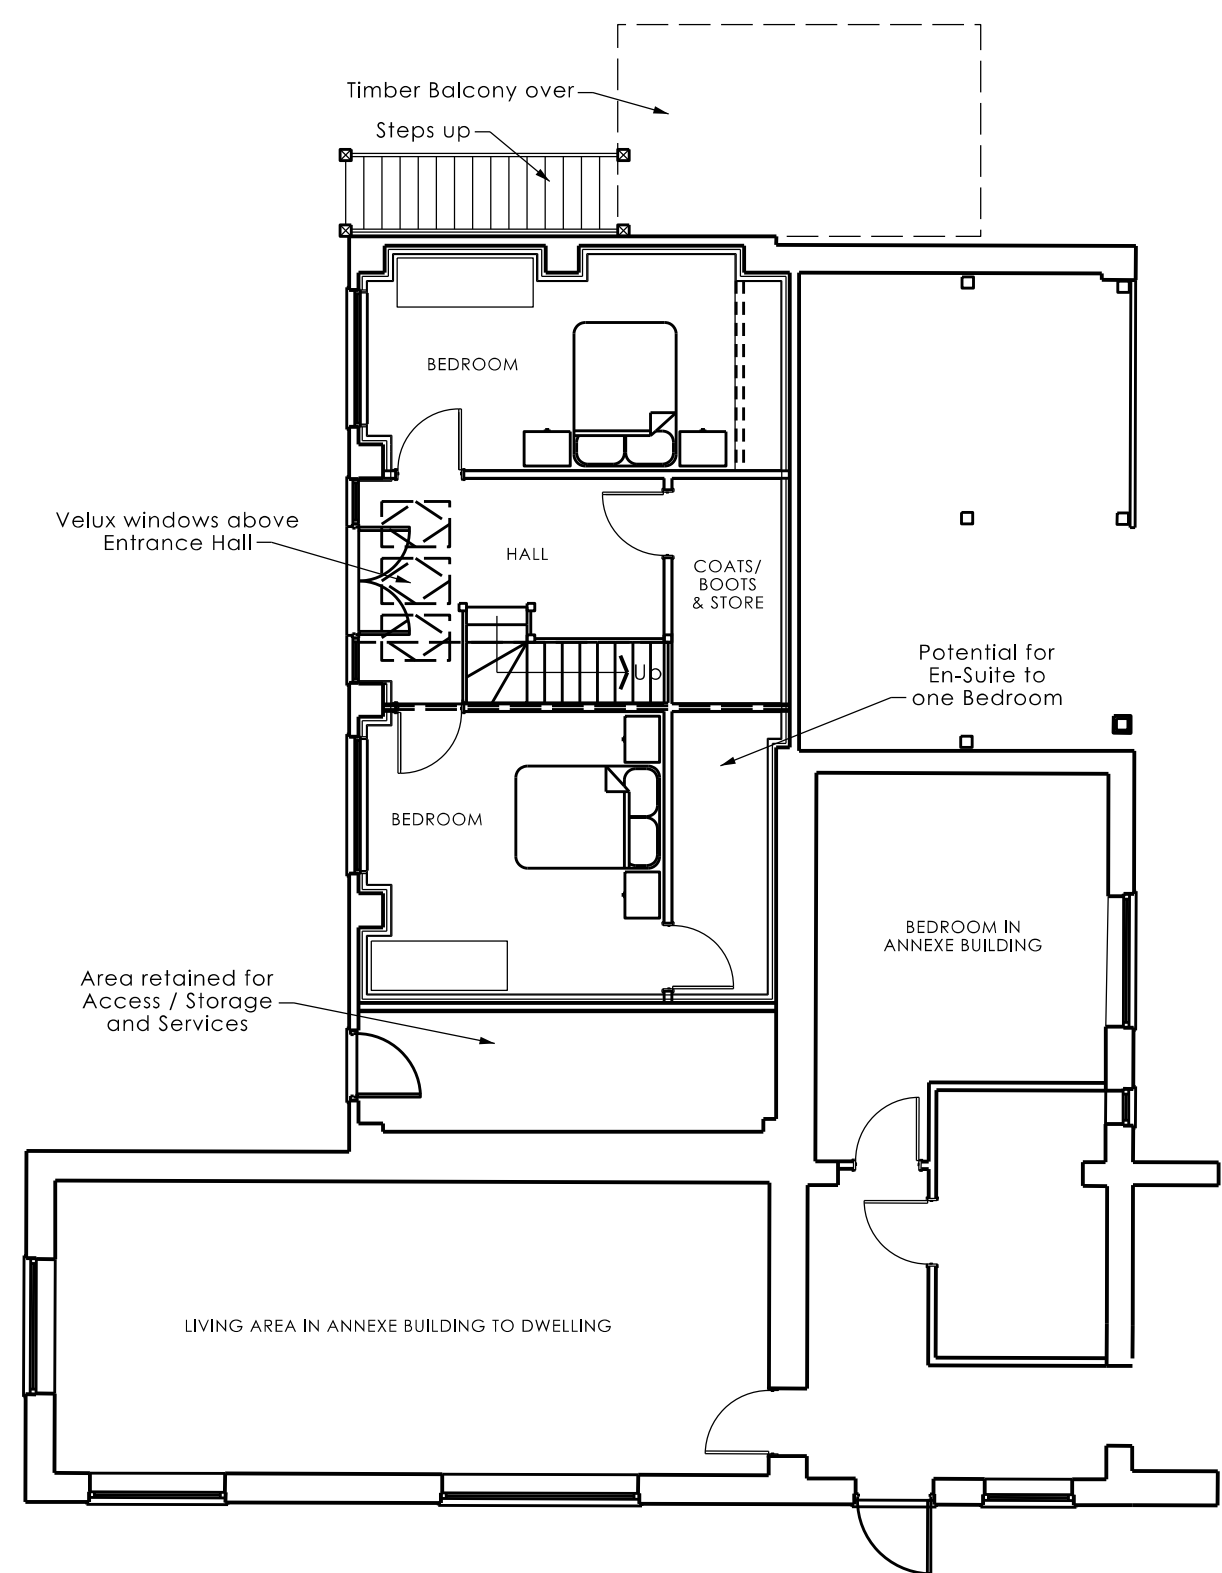 Timber Balcony over
Steps up
BEDROOM
Velux windows above
Entrance Hall
HALL
COATS/
BOOTS
& STORE
Up
Potential for
En-Suite to
one Bedroom
BEDROOM
BEDROOM IN
ANNEXE BUILDING
Area retained for
Access / Storage
and Services
LIVING AREA IN ANNEXE BUILDING TO DWELLING